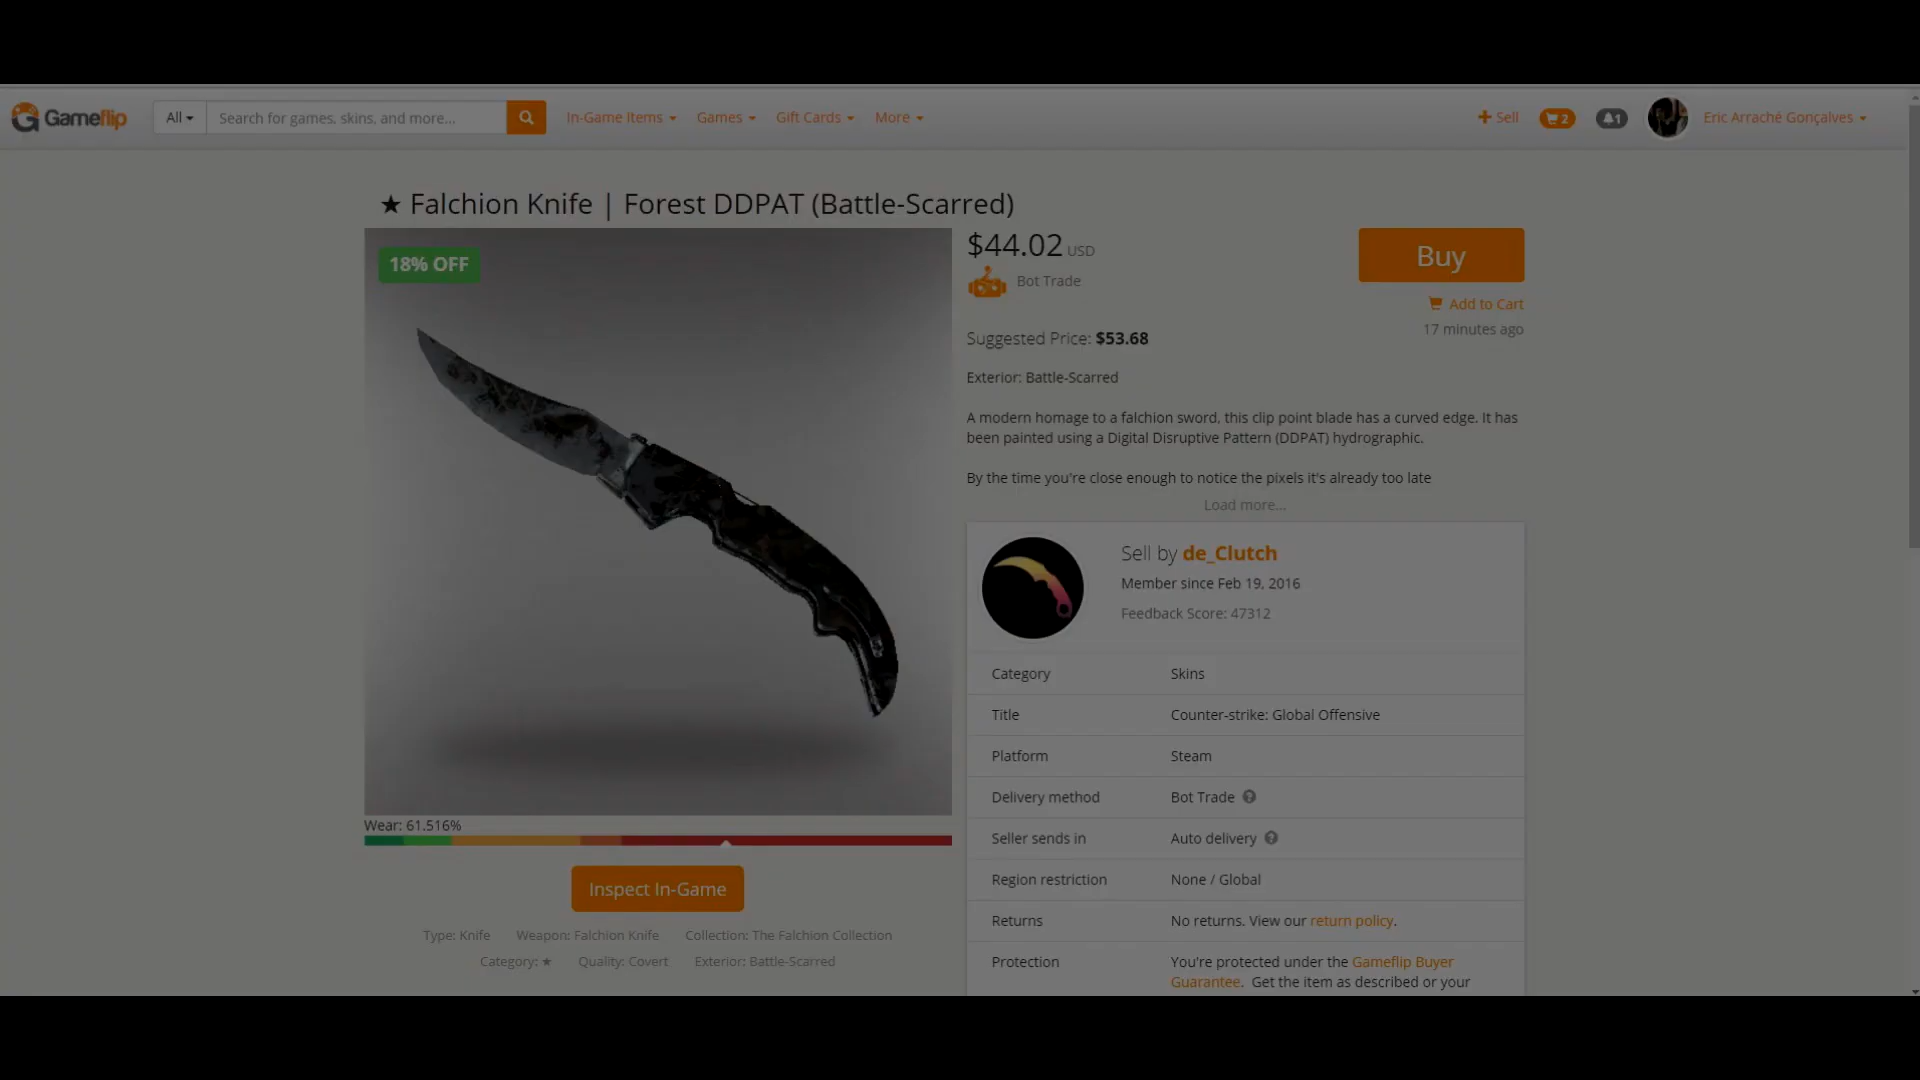 Gameflip
All
Search for games, skins, and more...
In-Game Items
Games
Gift Cards
More
Sell
2
1
Eric Arraché Gonçalves
★ Falchion Knife | Forest DDPAT (Battle-Scarred)
18% OFF
$44.02 USD
Bot Trade
Buy
Add to Cart
17 minutes ago
Suggested Price: $53.68
Exterior: Battle-Scarred
A modern homage to a falchion sword, this clip point blade has a curved edge. It has
been painted using a Digital Disruptive Pattern (DDPAT) hydrographic.
By the time you're close enough to notice the pixels it's already too late
Load more...
Sell by de_Clutch
Member since Feb 19, 2016
Feedback Score: 47312
Category Skins
Title Counter-strike: Global Offensive
Platform Steam
Delivery method Bot Trade
Seller sends in Auto delivery
Region restriction None / Global
Returns No returns. View our return policy.
Protection You're protected under the Gameflip Buyer
Guarantee. Get the item as described or your
Wear: 61.516%
Inspect In-Game
Type: Knife Weapon: Falchion Knife Collection: The Falchion Collection
Category: ★ Quality: Covert Exterior: Battle-Scarred